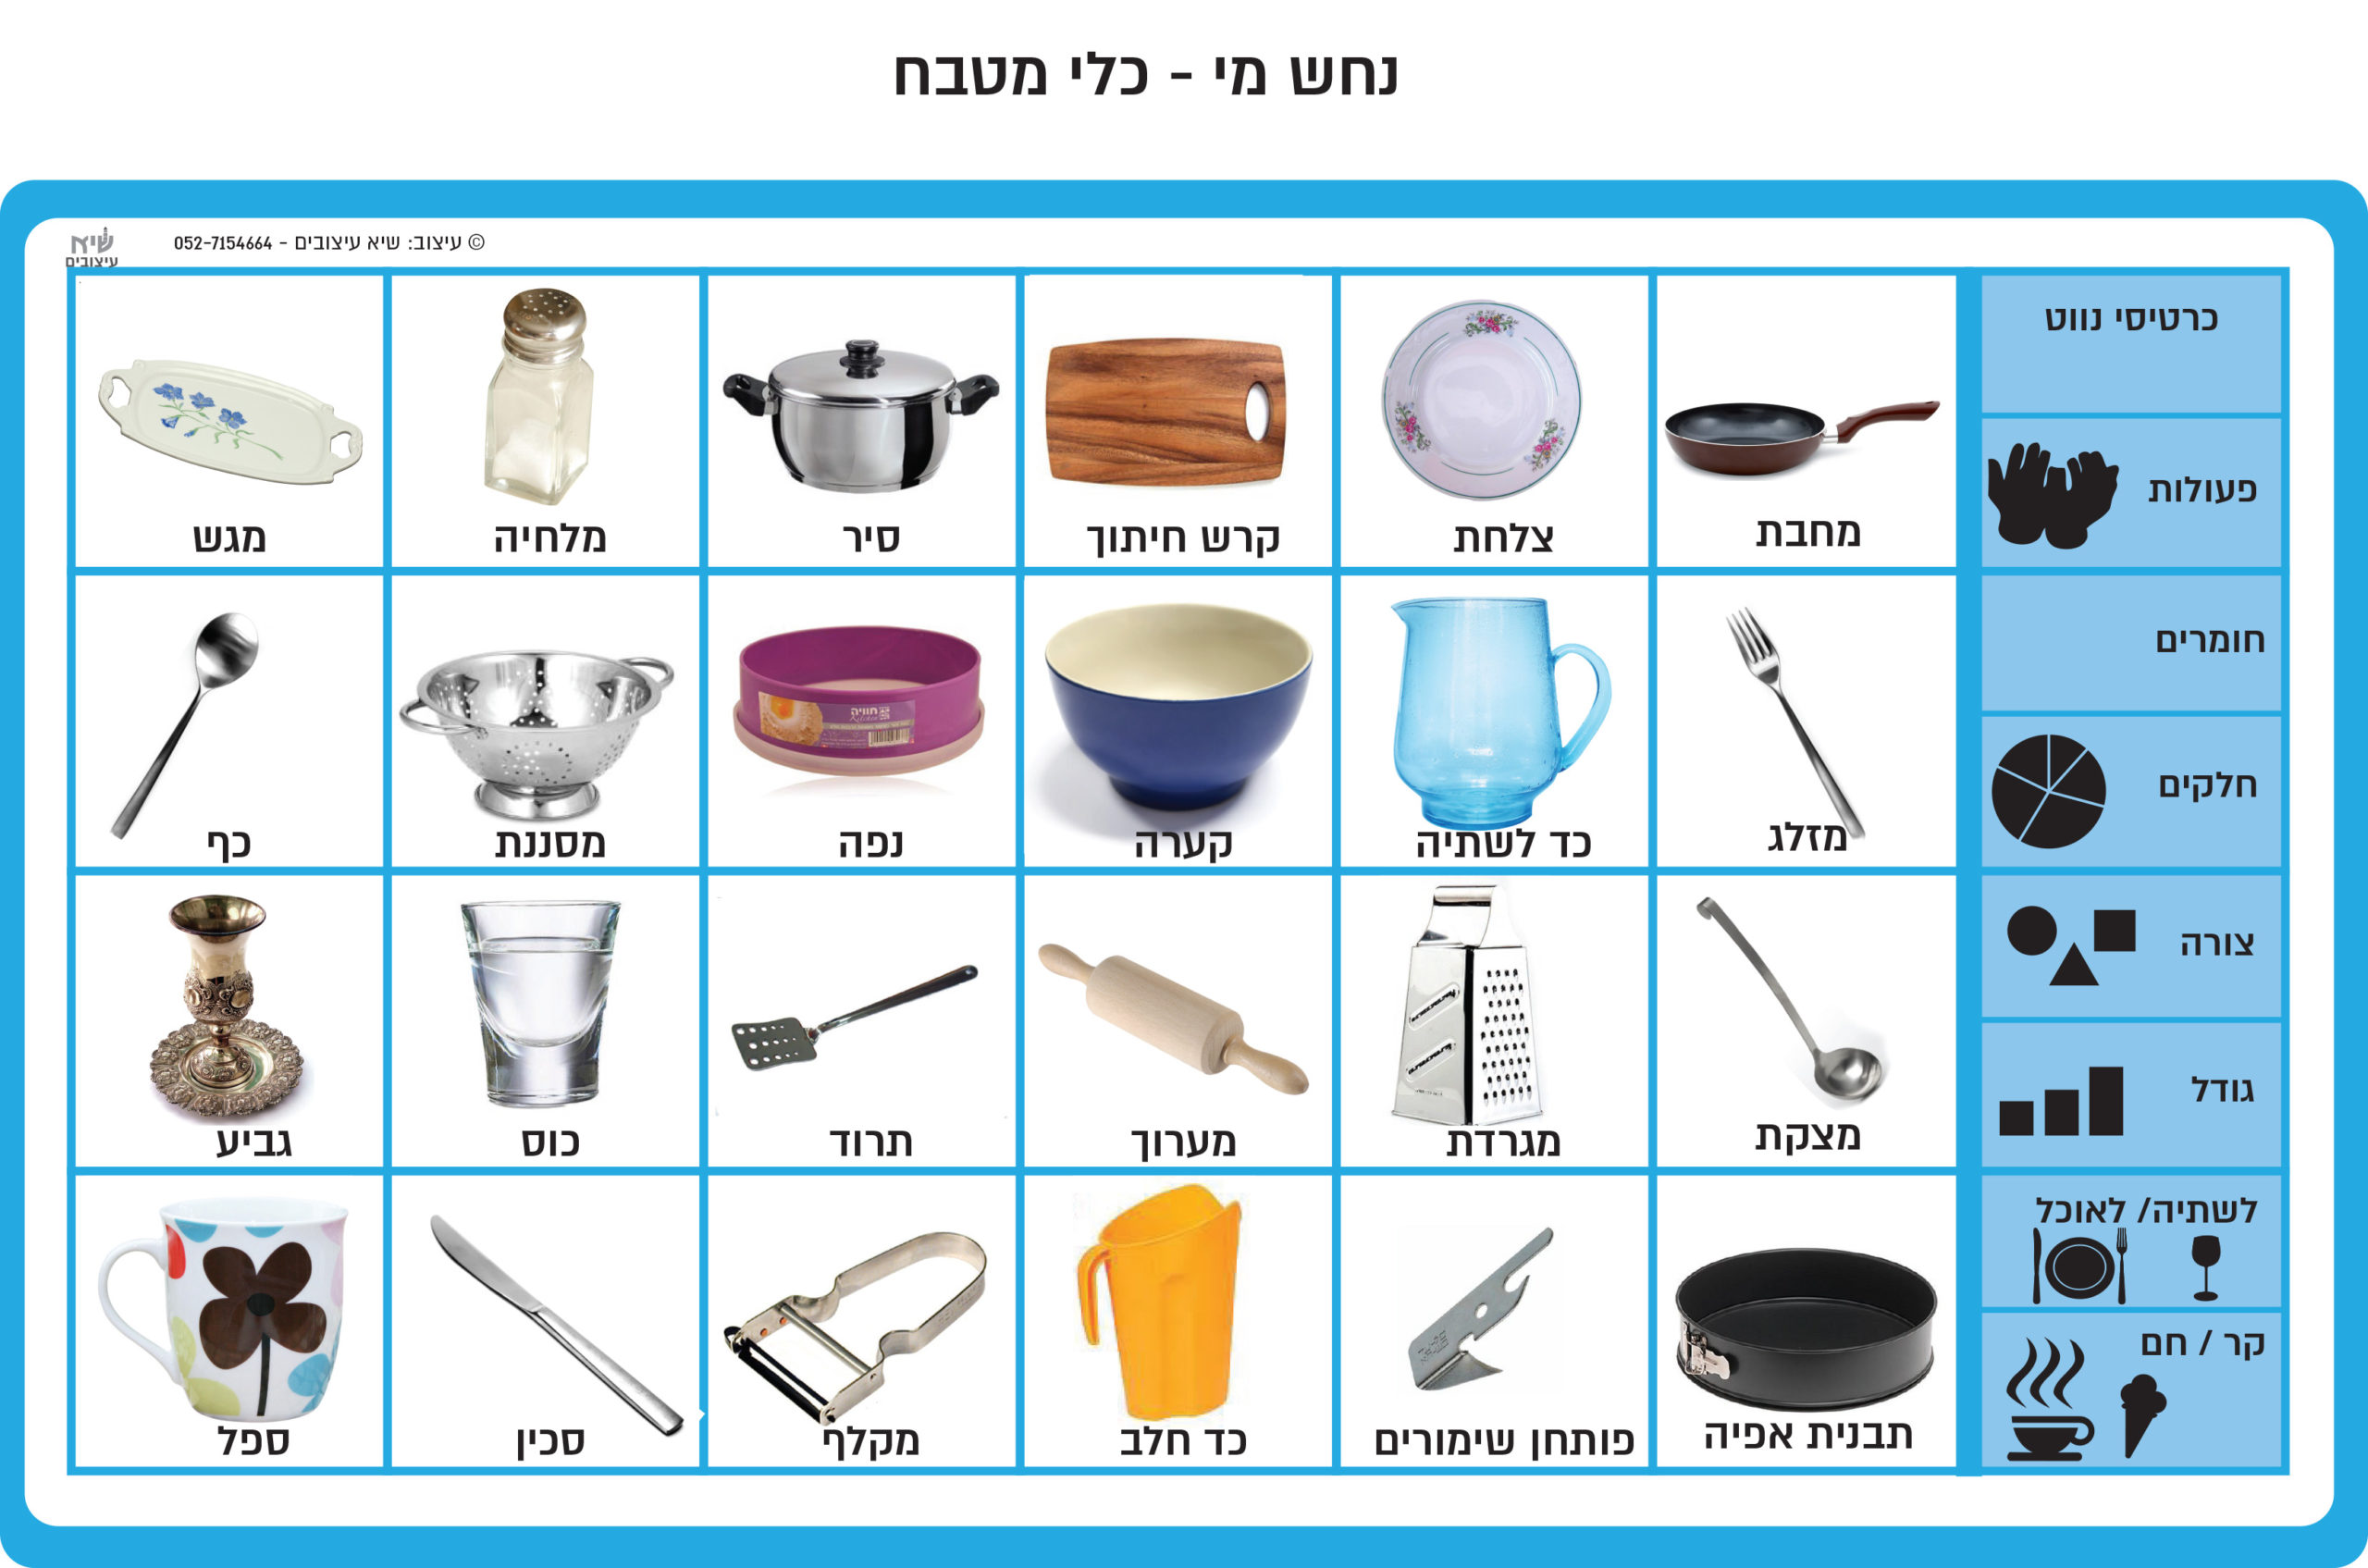 נחש מי - כלי מטבח
© עיצוב: שיא עיצובים - 052-7154664
שיא
עיצובים
כרטיסי נווט
מחבת
צלחת
קרש חיתוך
סיר
מלחיה
מגש
פעולות
חומרים
מזלג
כד לשתיה
קערה
נפה
חוויה
Kitchen
מסננת
כף
חלקים
צורה
מצקת
מגרדת
מערוך
תרוד
כוס
גביע
גודל
לשתיה/ לאוכל
קר / חם
תבנית אפיה
פותחן שימורים
כד חלב
מקלף
סכין
ספל